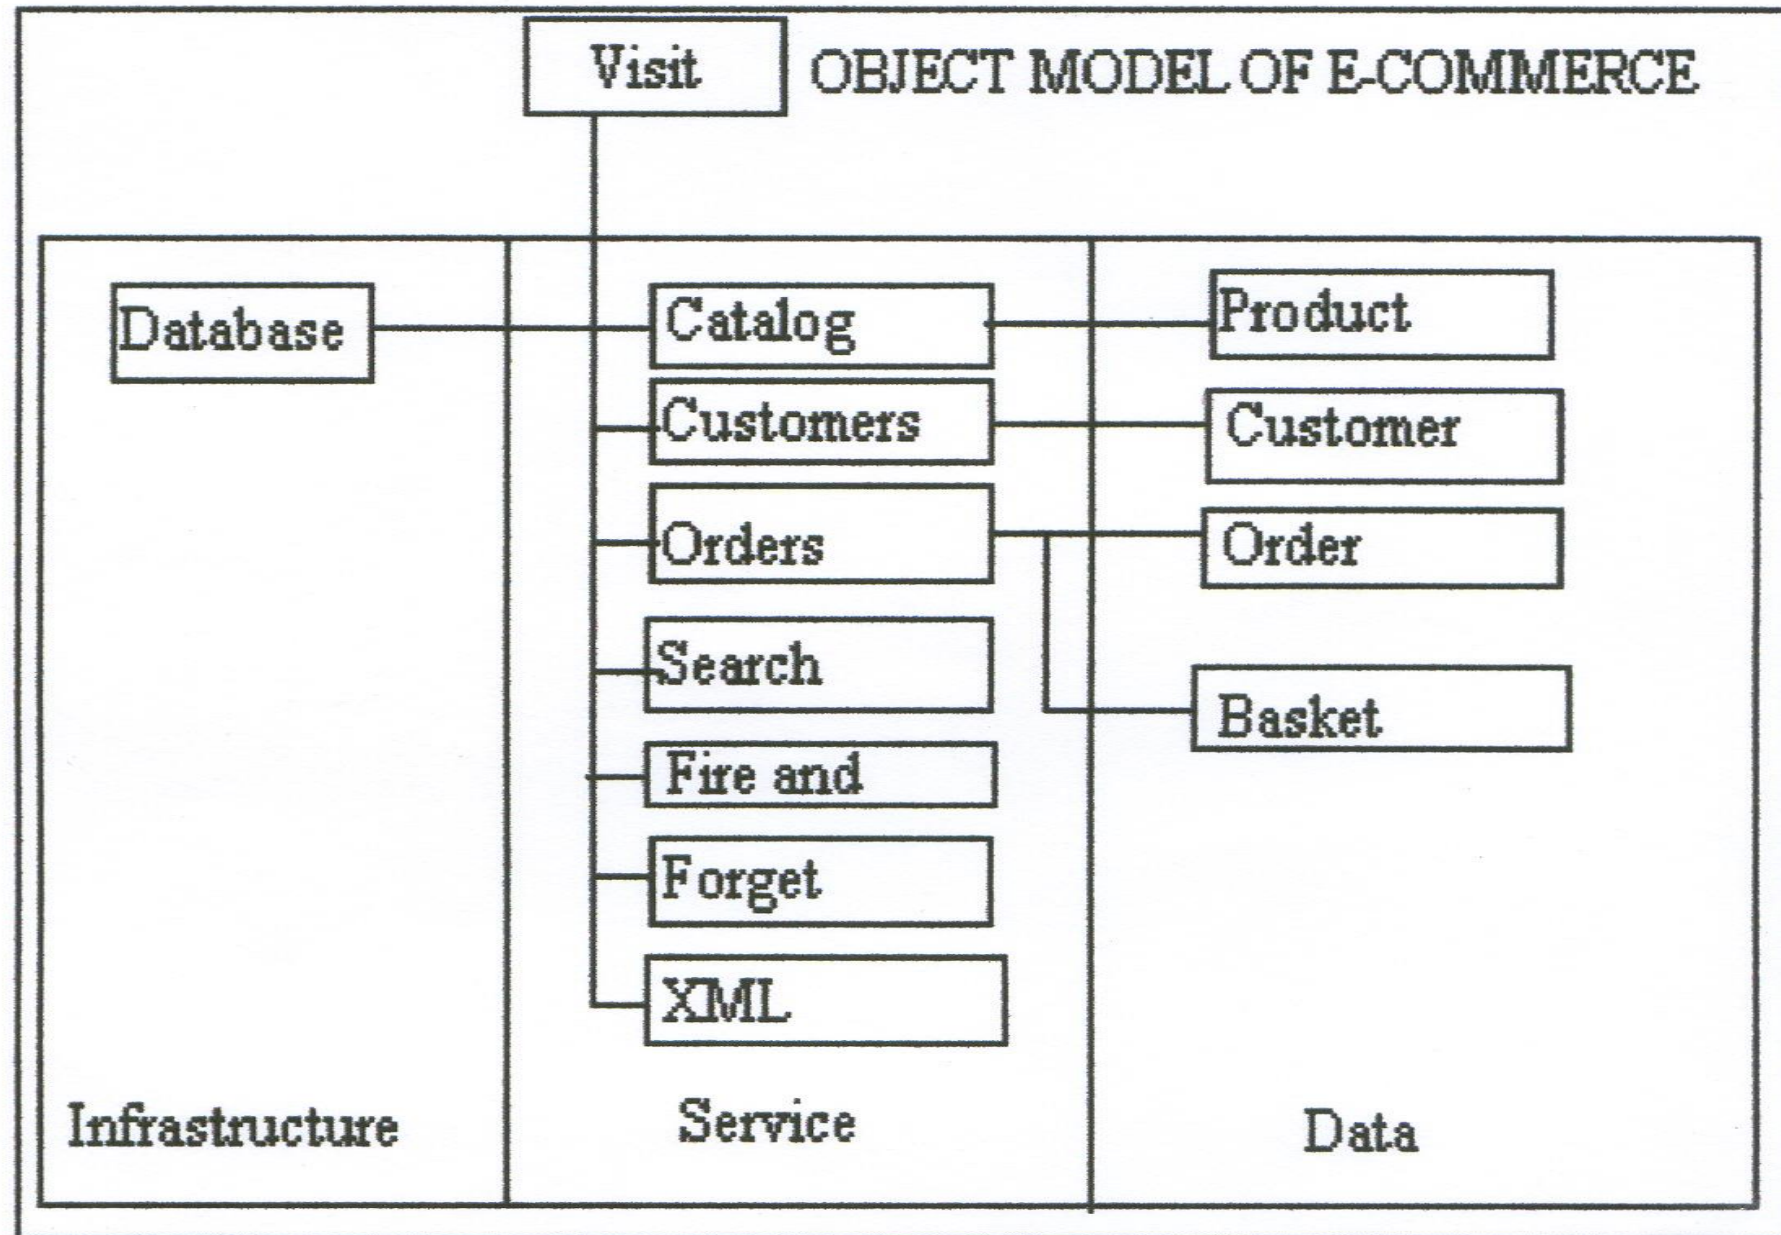 Visit
OBJECT MODEL OF E-COMMERCE
Database
Catalog
Product
Customers
Customer
Orders
Order
Search
Basket
Fire and
Forget
XML
Infrastructure
Service
Data